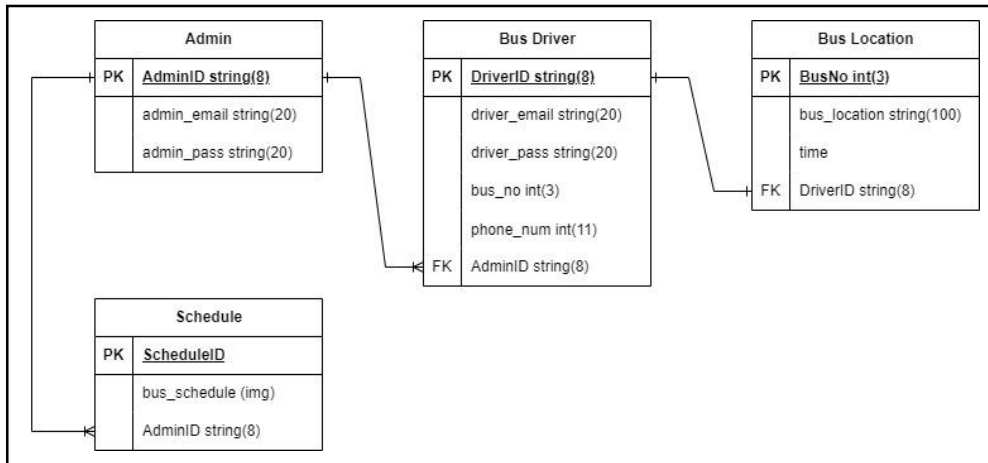 Admin
PK AdminID string(8)
admin_email string(20)
admin_pass string(20)
Bus Driver
PK DriverID string(8)
driver_email string(20)
driver_pass string(20)
bus_no int(3)
phone_num int(11)
FK AdminID string(8)
Bus Location
PK BusNo int(3)
bus_location string(100)
time
FK DriverID string(8)
Schedule
PK ScheduleID
bus_schedule (img)
AdminID string(8)